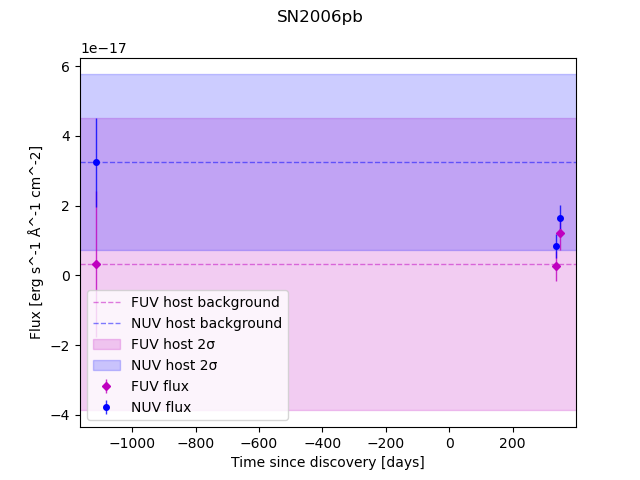 SN2006pb
1e−17
6
4
2
0
−2
−4
Flux [erg s^-1 Å^-1 cm^-2]
FUV host background
NUV host background
FUV host 2σ
NUV host 2σ
FUV flux
NUV flux
−1000 −800 −600 −400 −200 0 200
Time since discovery [days]